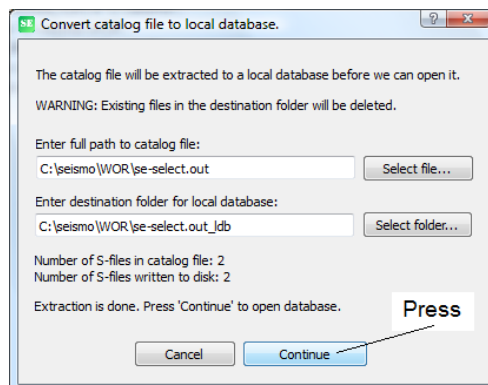 SE Convert catalog file to local database.
The catalog file will be extracted to a local database before we can open it.
WARNING: Existing files in the destination folder will be deleted.
Enter full path to catalog file:
C:\seismo\WOR\se-select.out Select file...
Enter destination folder for local database:
C:\seismo\WOR\se-select.out_ldb Select folder...
Number of S-files in catalog file: 2
Number of S-files written to disk: 2
Extraction is done. Press 'Continue' to open database.
Press
Cancel Continue